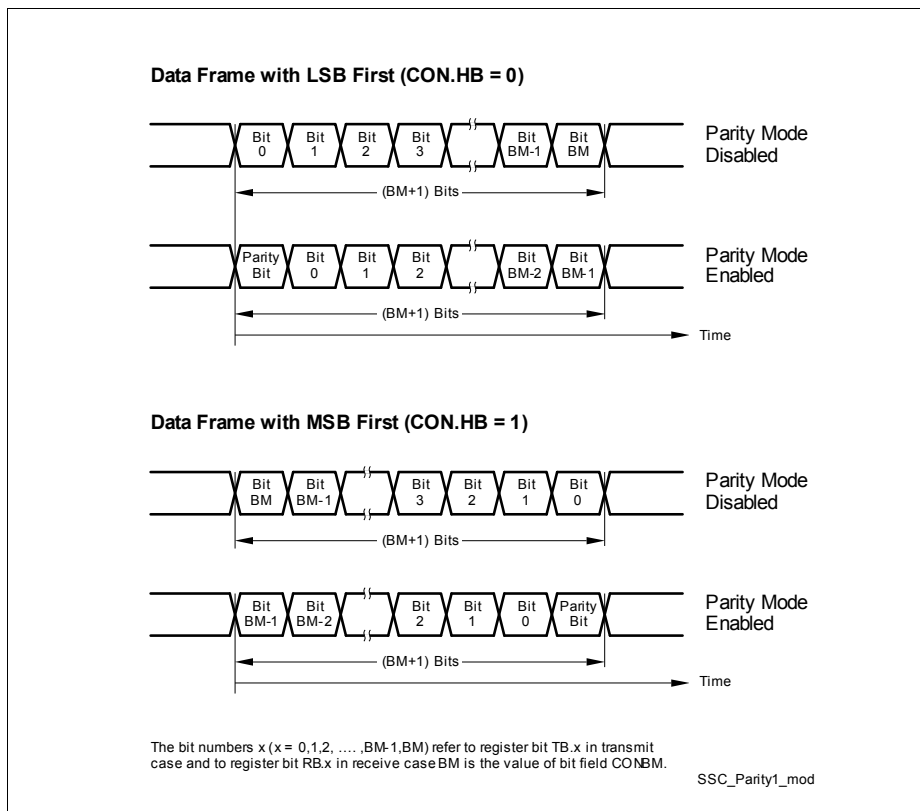 Data Frame with LSB First (CON.HB = 0)
Bit 0 Bit 1 Bit 2 Bit 3 Bit BM-1 Bit BM
Parity Mode Disabled
(BM+1) Bits
Parity Bit Bit 0 Bit 1 Bit 2 Bit BM-2 Bit BM-1
Parity Mode Enabled
(BM+1) Bits
Time
Data Frame with MSB First (CON.HB = 1)
Bit BM Bit BM-1 Bit 3 Bit 2 Bit 1 Bit 0
Parity Mode Disabled
(BM+1) Bits
Bit BM-1 Bit BM-2 Bit 2 Bit 1 Bit 0 Parity Bit
Parity Mode Enabled
(BM+1) Bits
Time
The bit numbers x (x = 0,1,2, .... ,BM-1,BM) refer to register bit TB.x in transmit
case and to register bit RB.x in receive case BM is the value of bit field CONBM.
SSC_Parity1_mod